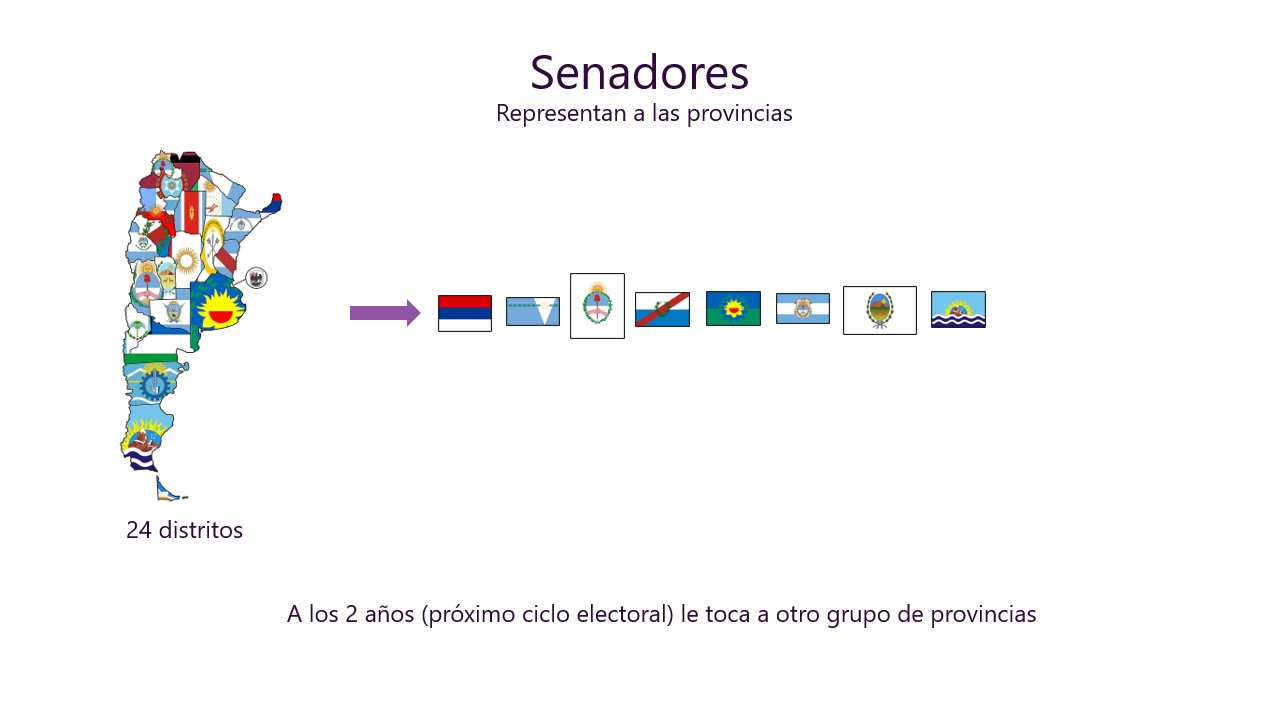 Senadores
Representan a las provincias
24 distritos
A los 2 años (próximo ciclo electoral) le toca a otro grupo de provincias